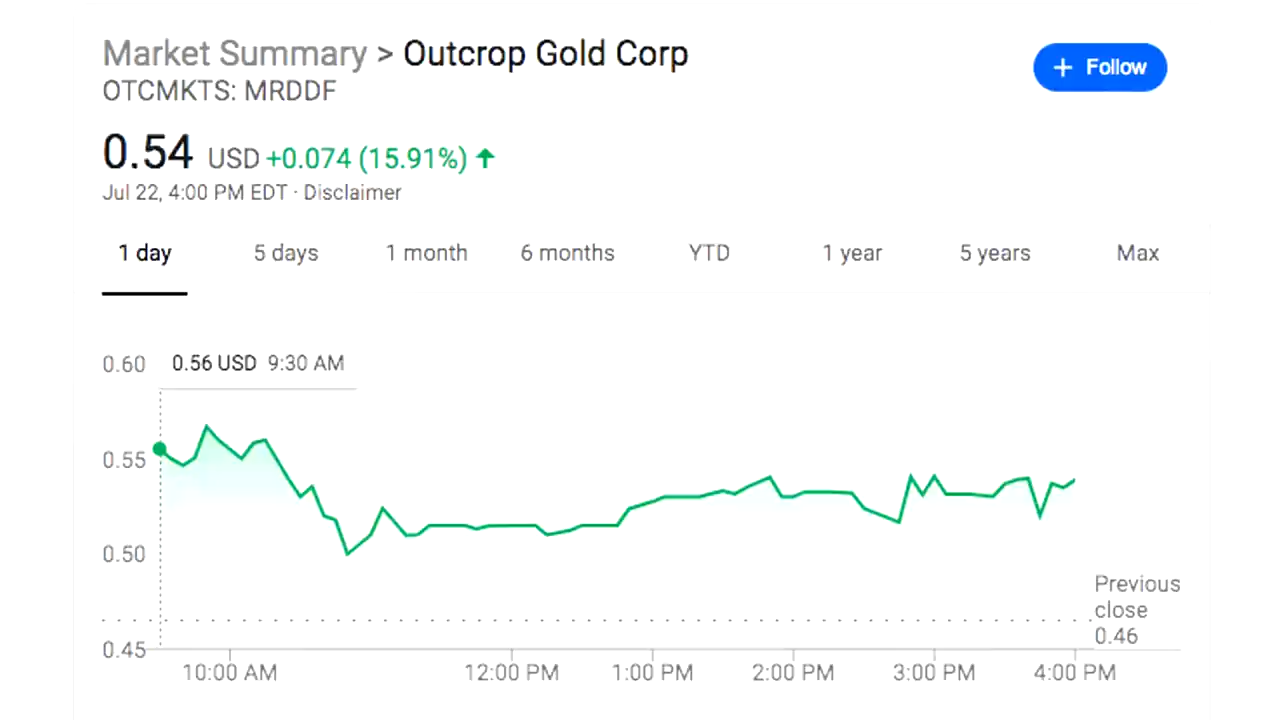 Market Summary > Outcrop Gold Corp
+ Follow
OTCMKTS: MRDDF
0.54 USD +0.074 (15.91%) ↑
Jul 22, 4:00 PM EDT · Disclaimer
1 day 5 days 1 month 6 months YTD 1 year 5 years Max
0.60 0.56 USD 9:30 AM
0.55
0.50
Previous
close
0.46
0.45
10:00 AM 12:00 PM 1:00 PM 2:00 PM 3:00 PM 4:00 PM